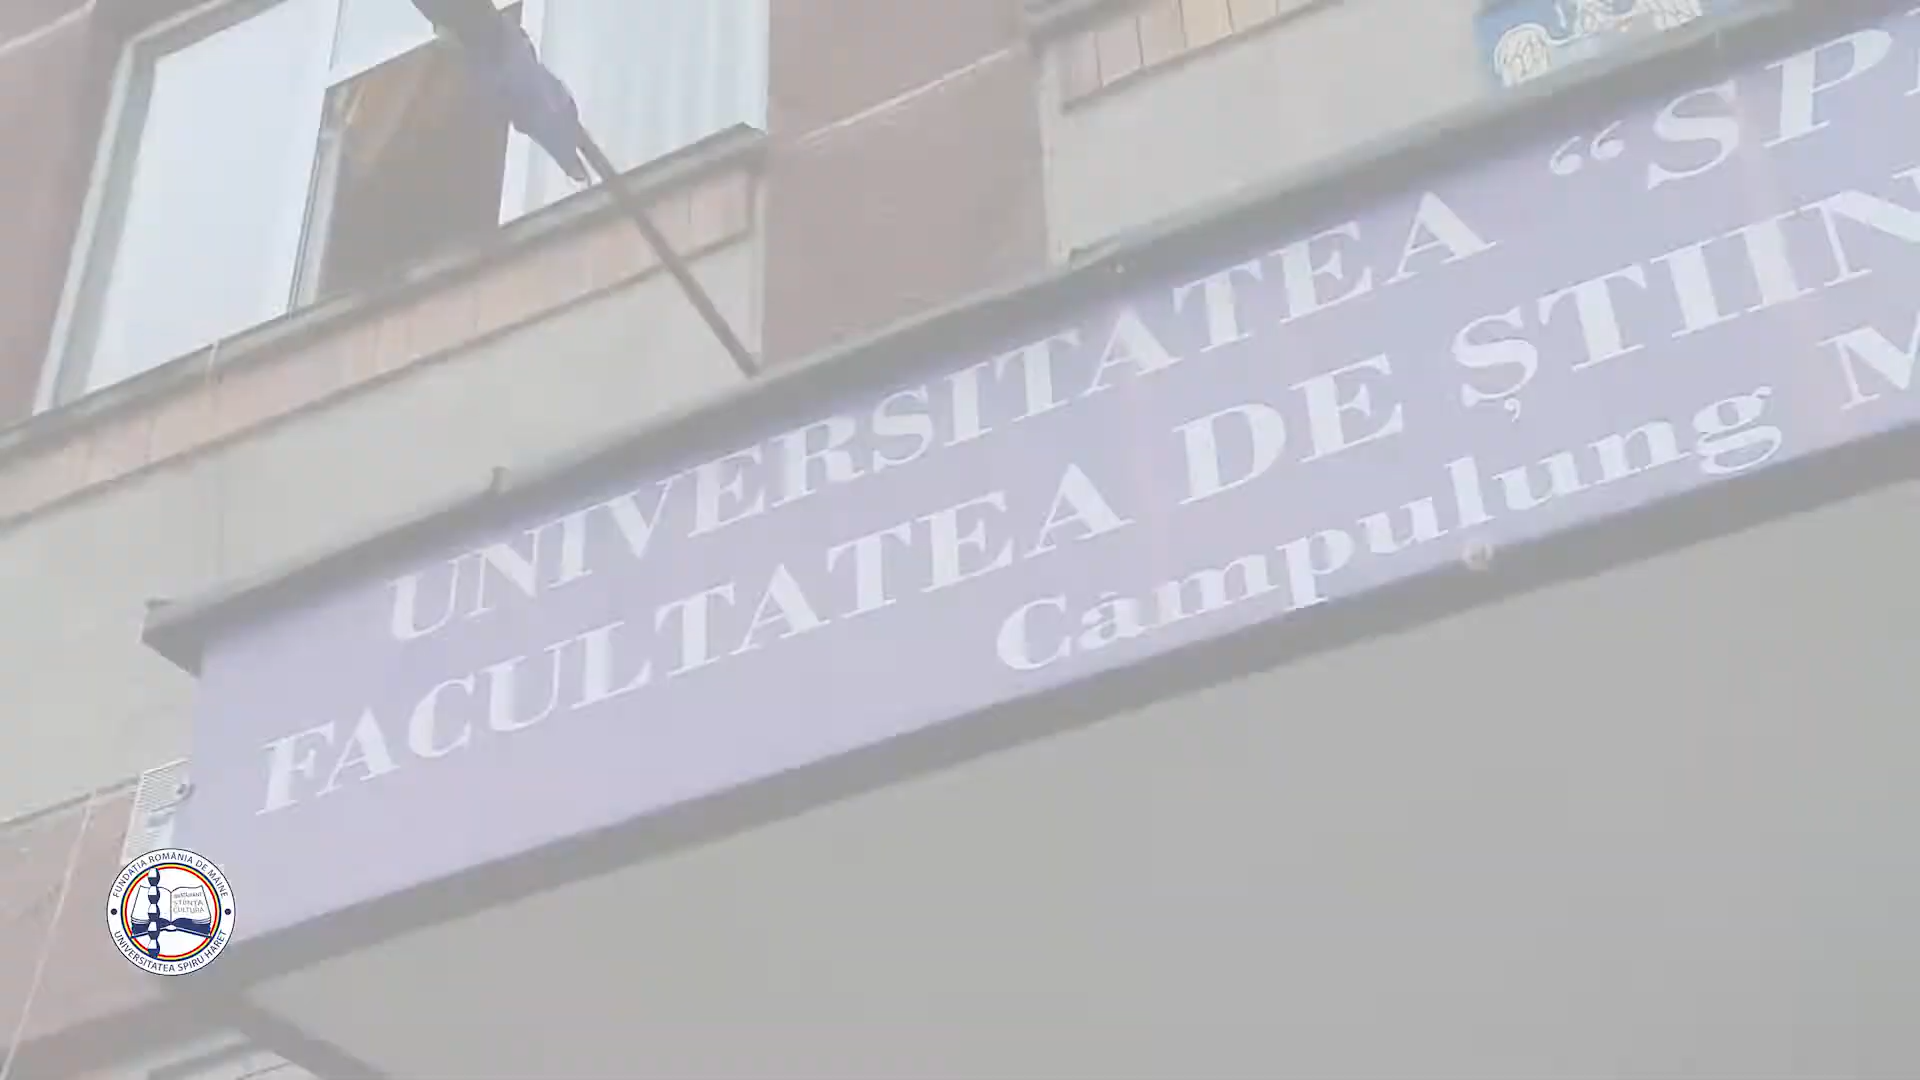 UNIVERSITATEA “SP
FACULTATEA DE ȘTIIN
Câmpulung M
FUNDAȚIA ROMÂNIA DE MÂINE
ȘTIINȚĂ
CULTURĂ
UNIVERSITATEA SPIRU HARET